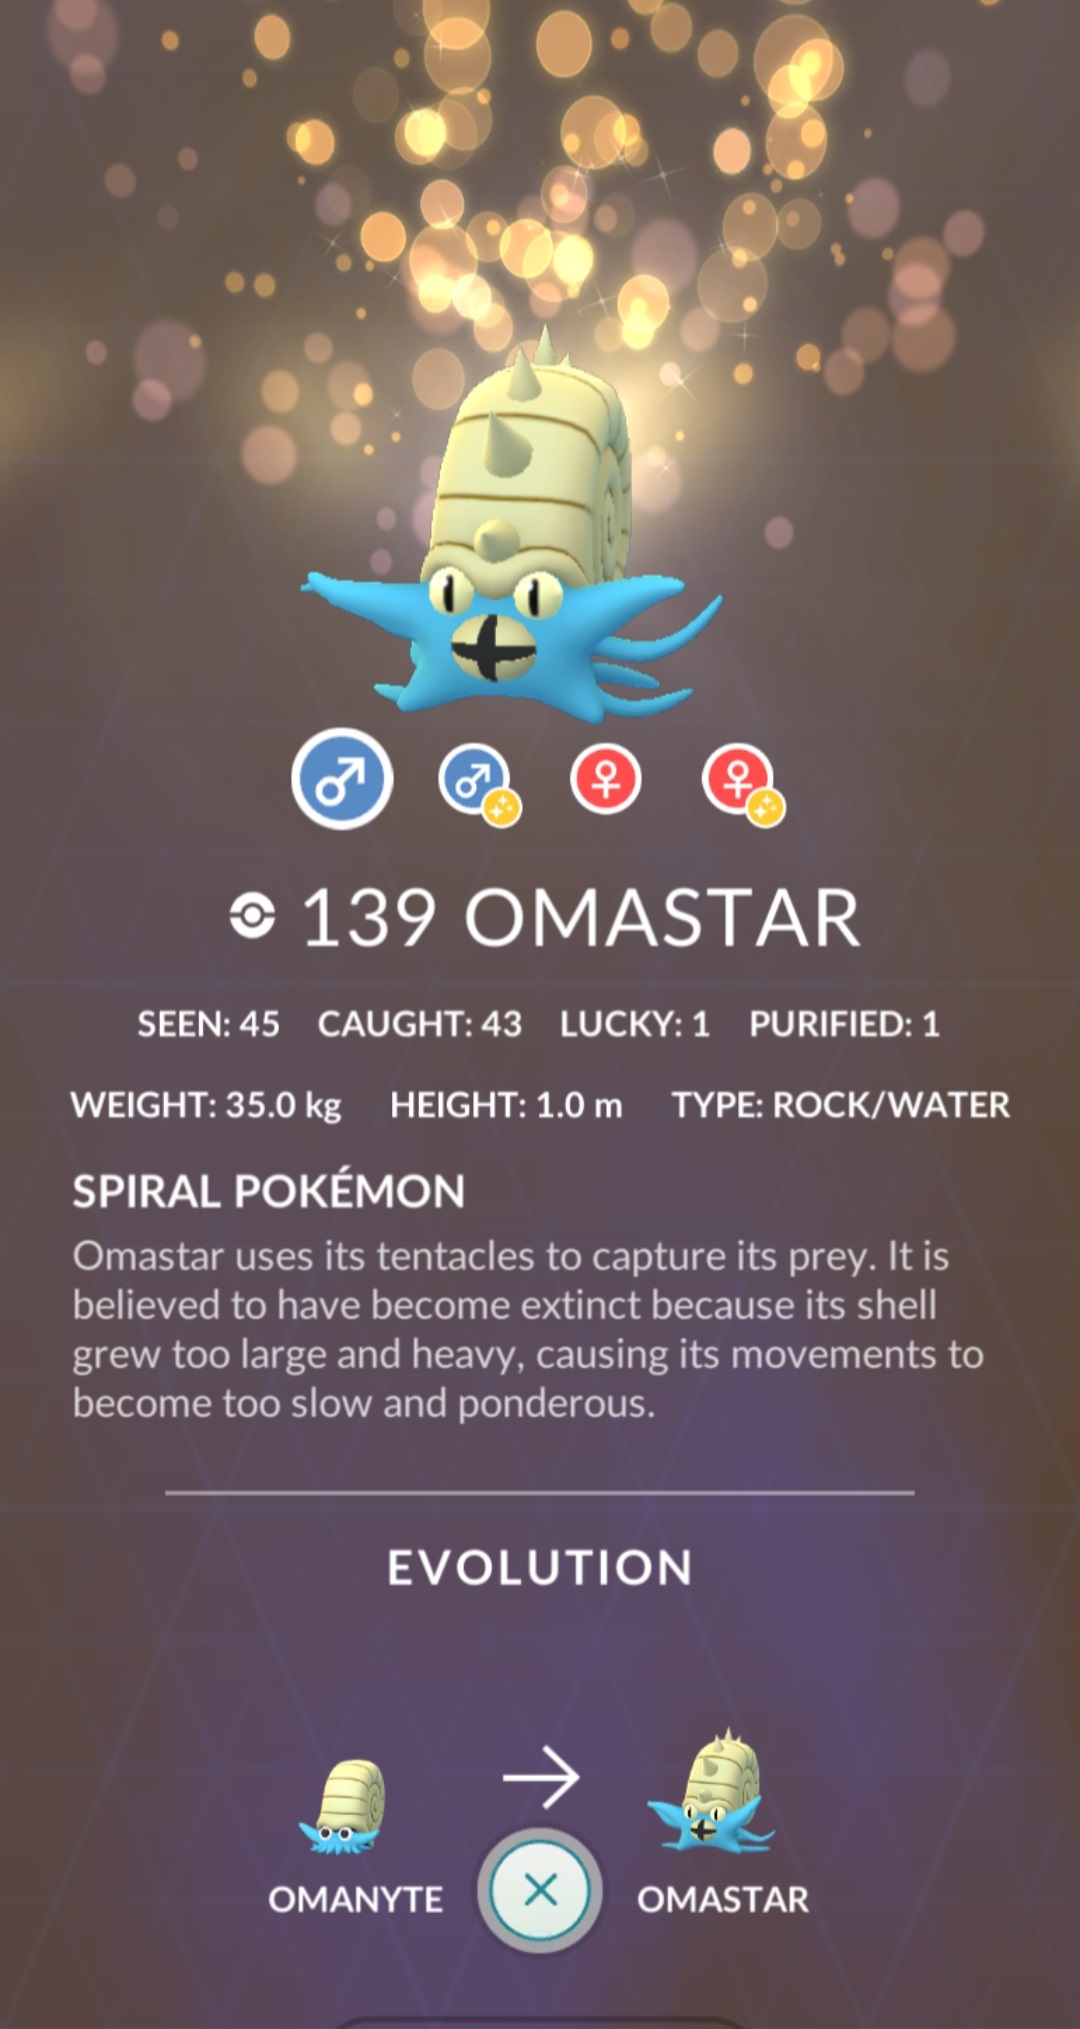 139 OMASTAR
SEEN: 45 CAUGHT: 43 LUCKY: 1 PURIFIED: 1
WEIGHT: 35.0 kg HEIGHT: 1.0 m TYPE: ROCK/WATER
SPIRAL POKÉMON
Omastar uses its tentacles to capture its prey. It is
believed to have become extinct because its shell
grew too large and heavy, causing its movements to
become too slow and ponderous.
EVOLUTION
OMANYTE OMASTAR